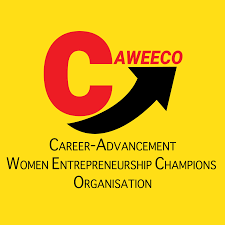 CAWEECO
CAREER-ADVANCEMENT
WOMEN ENTREPRENEURSHIP CHAMPIONS
ORGANISATION